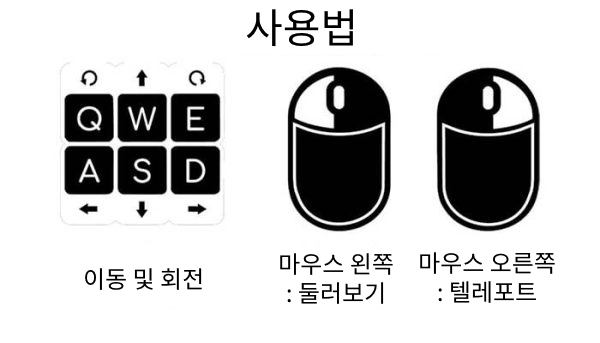 사용법
Q W E
A S D
이동 및 회전
마우스 왼쪽
: 둘러보기
마우스 오른쪽
: 텔레포트